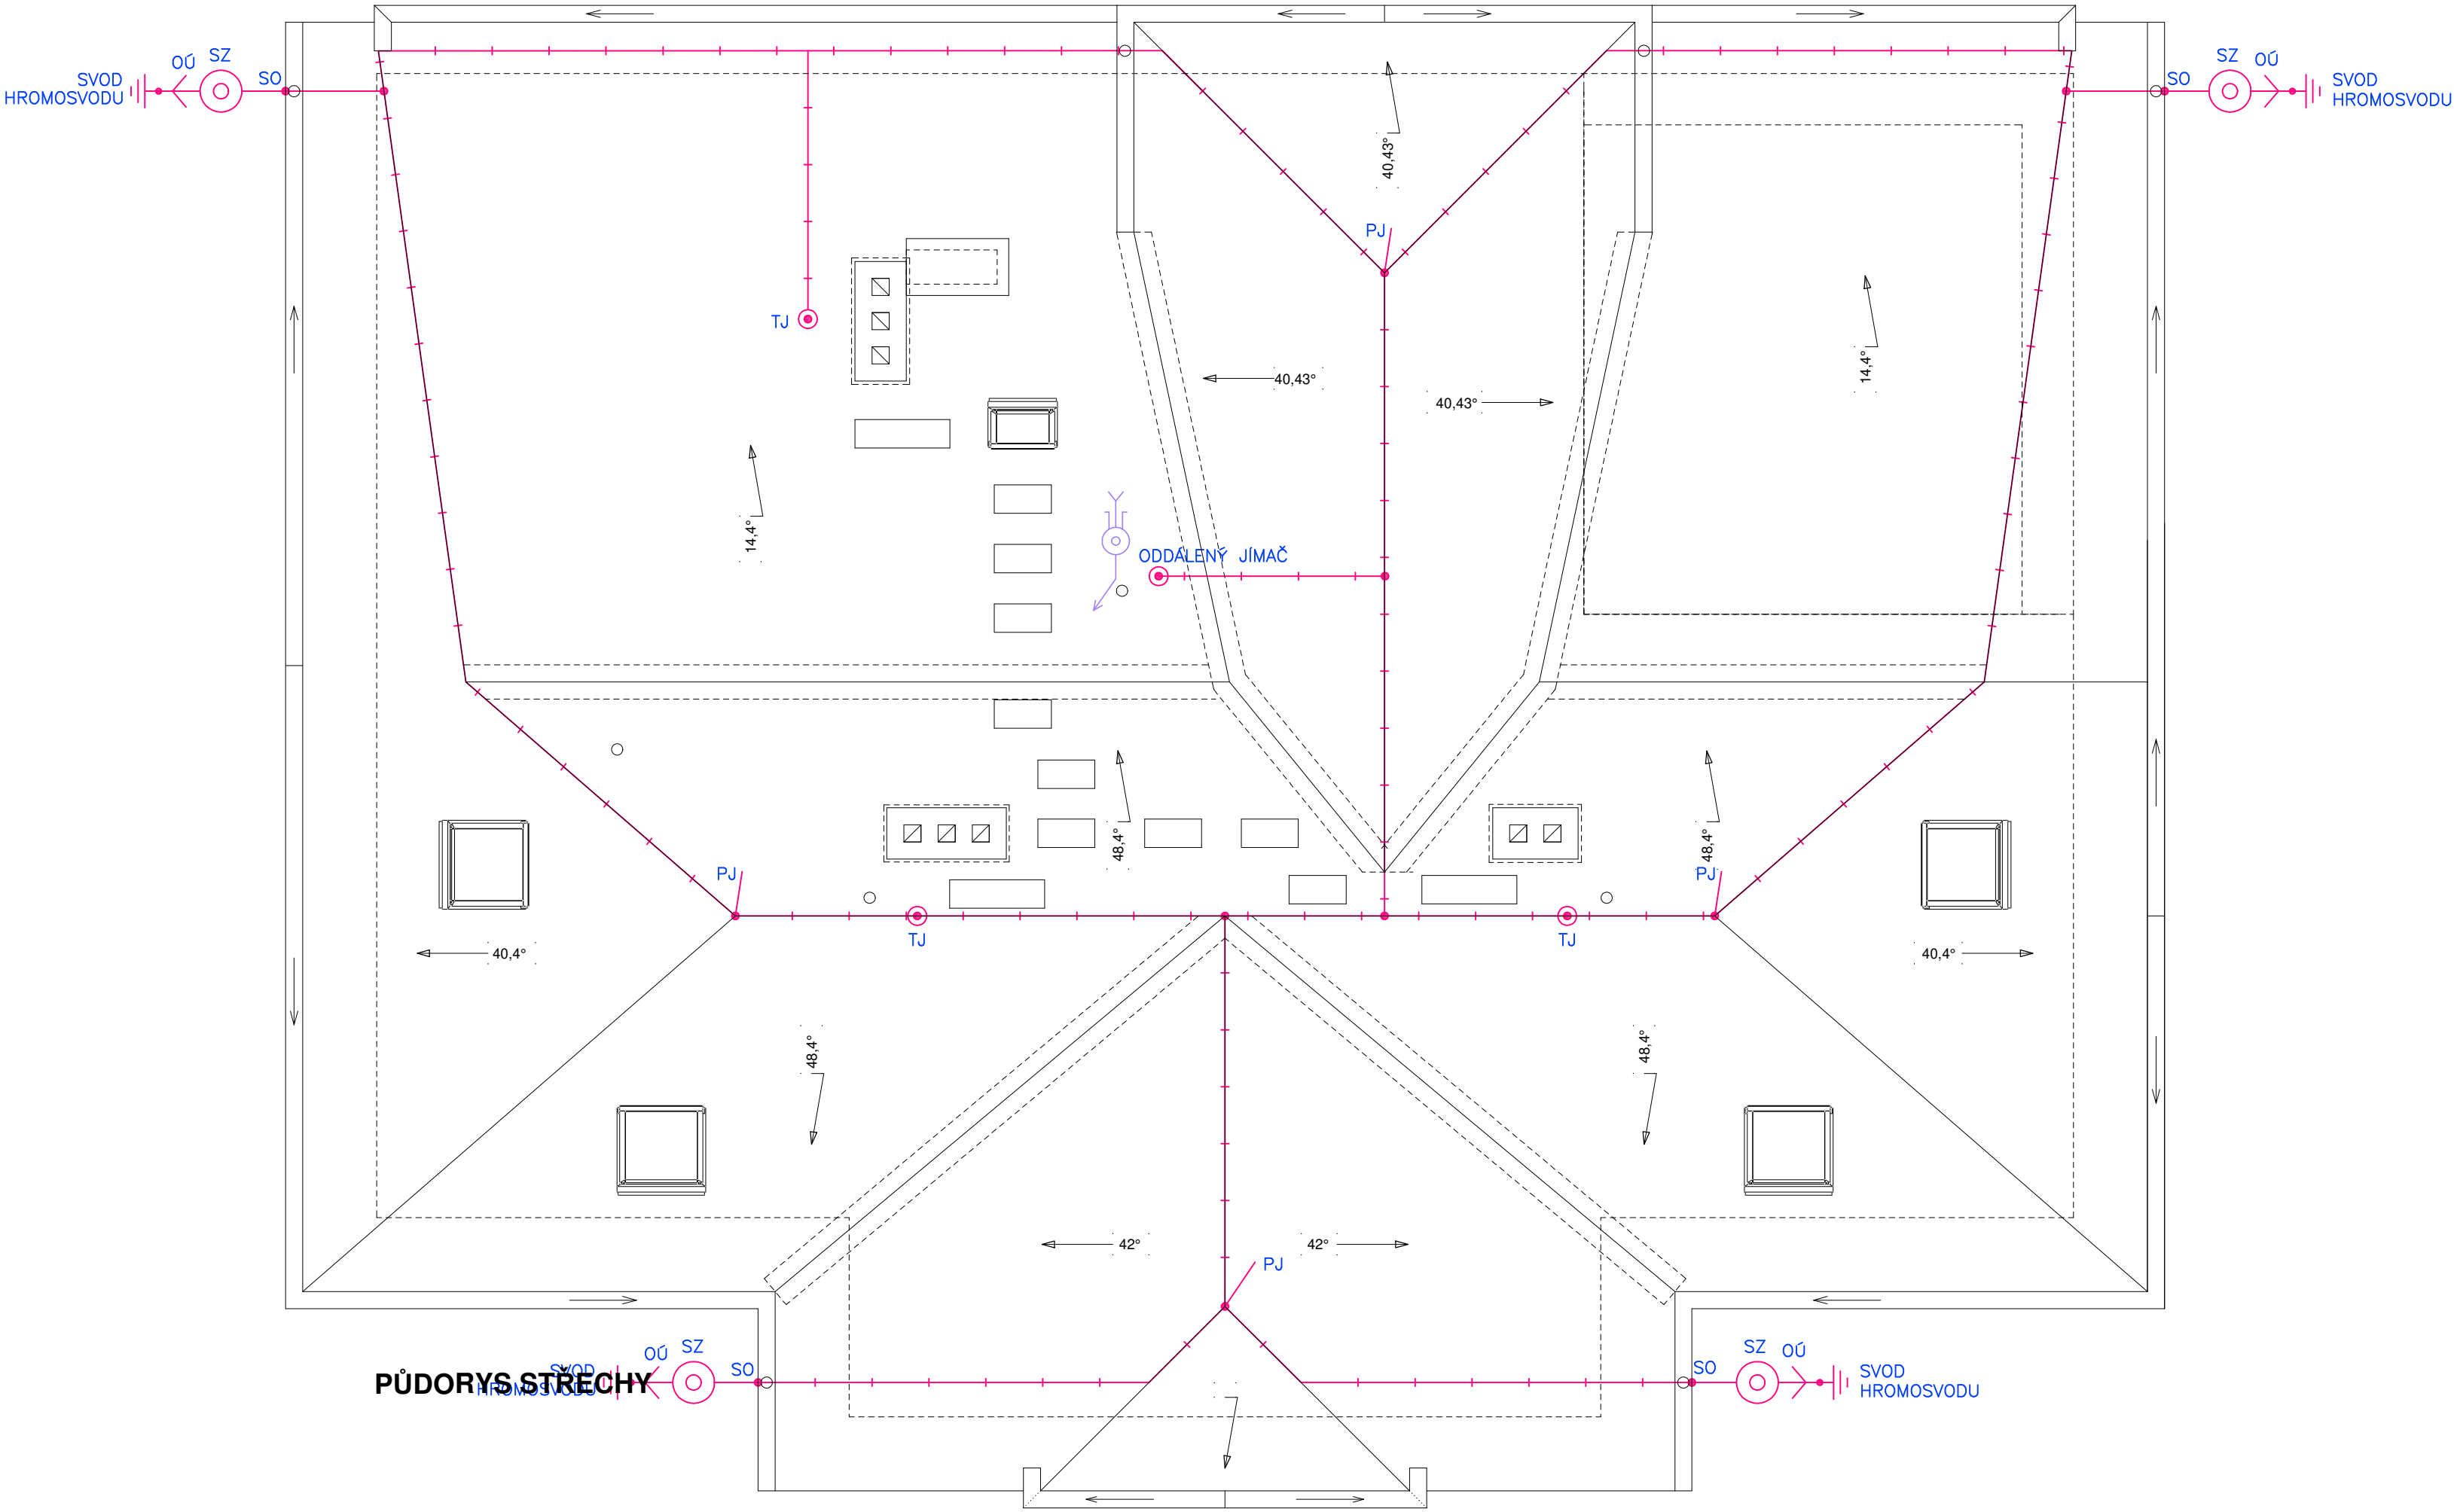 OÚ
SZ
SO
SVOD
HROMOSVODU
SZ
OÚ
SO
SVOD
HROMOSVODU
40,43°
PJ
TJ
40,43°
40,43°
14,4°
14,4°
ODDÁLENÝ JÍMAČ
48,4°
48,4°
PJ
PJ
TJ
TJ
40,4°
40,4°
48,4°
48,4°
42°
42°
PJ
OÚ
SZ
SO
SVOD
HROMOSVODU
PŮDORYS STŘECHY
SO
SZ
OÚ
SVOD
HROMOSVODU